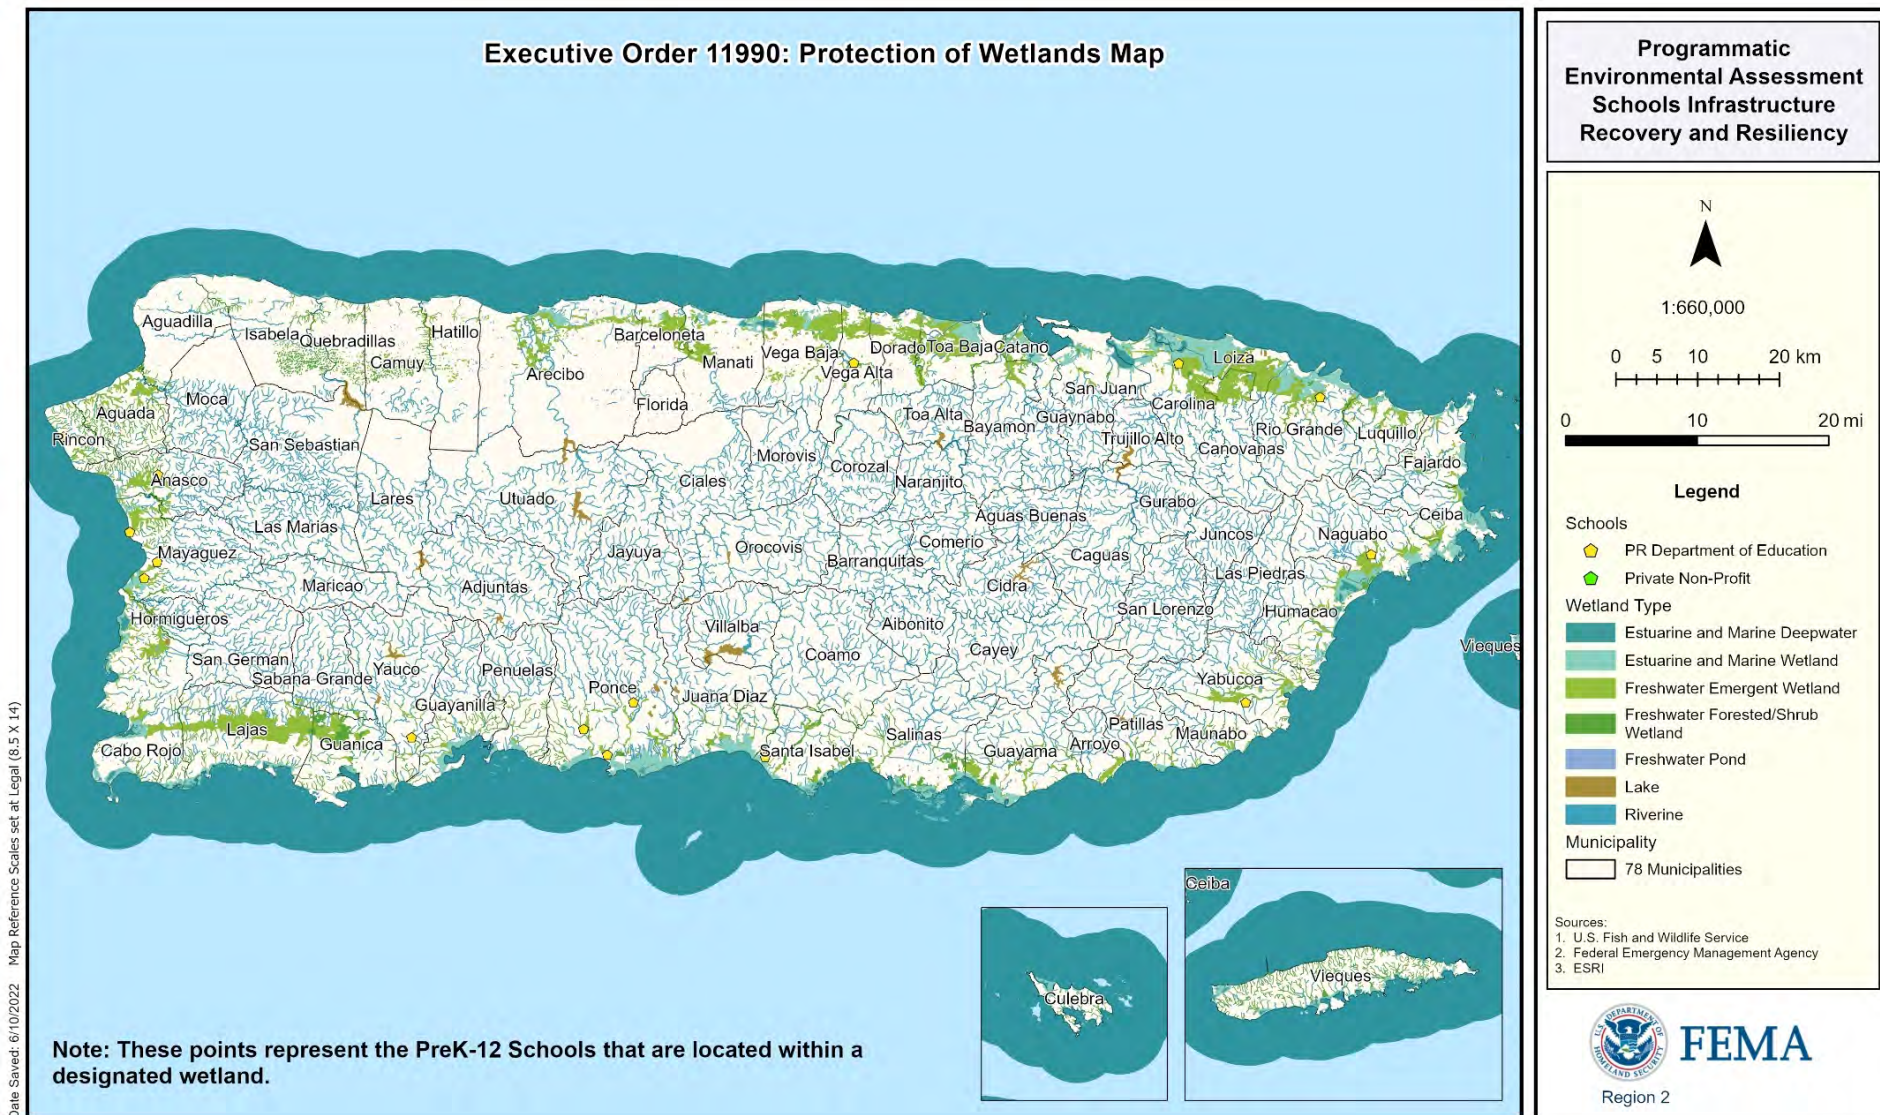 Executive Order 11990: Protection of Wetlands Map
Aguadilla
Isabela
Quebradillas
Camuy
Hatillo
Arecibo
Barceloneta
Florida
Manati
Vega Baja
Vega Alta
Dorado
Toa Baja
Catano
San Juan
Carolina
Loiza
Rio Grande
Luquillo
Fajardo
Ceiba
Aguada
Rincon
Moca
San Sebastian
Anasco
Las Marias
Lares
Utuado
Ciales
Morovis
Corozal
Toa Alta
Bayamon
Guaynabo
Trujillo Alto
Canovanas
Naranjito
Aguas Buenas
Gurabo
Juncos
Naguabo
Mayaguez
Maricao
Adjuntas
Jayuya
Orocovis
Barranquitas
Comerio
Cidra
Caguas
Las Piedras
Humacao
San Lorenzo
Hormigueros
San German
Sabana Grande
Yauco
Penuelas
Villalba
Coamo
Aibonito
Cayey
Yabucoa
Vieques
Cabo Rojo
Lajas
Guanica
Guayanilla
Ponce
Juana Diaz
Santa Isabel
Salinas
Guayama
Arroyo
Patillas
Maunabo
Culebra
Ceiba
Vieques
Note: These points represent the PreK-12 Schools that are located within a
designated wetland.
Date Saved: 6/10/2022 Map Reference Scales set at Legal (8.5 X 14)
Programmatic
Environmental Assessment
Schools Infrastructure
Recovery and Resiliency
N
1:660,000
0 5 10 20 km
0 10 20 mi
Legend
Schools
PR Department of Education
Private Non-Profit
Wetland Type
Estuarine and Marine Deepwater
Estuarine and Marine Wetland
Freshwater Emergent Wetland
Freshwater Forested/Shrub
Wetland
Freshwater Pond
Lake
Riverine
Municipality
78 Municipalities
Sources:
1. U.S. Fish and Wildlife Service
2. Federal Emergency Management Agency
3. ESRI
U.S. DEPARTMENT OF
HOMELAND SECURITY
FEMA
Region 2